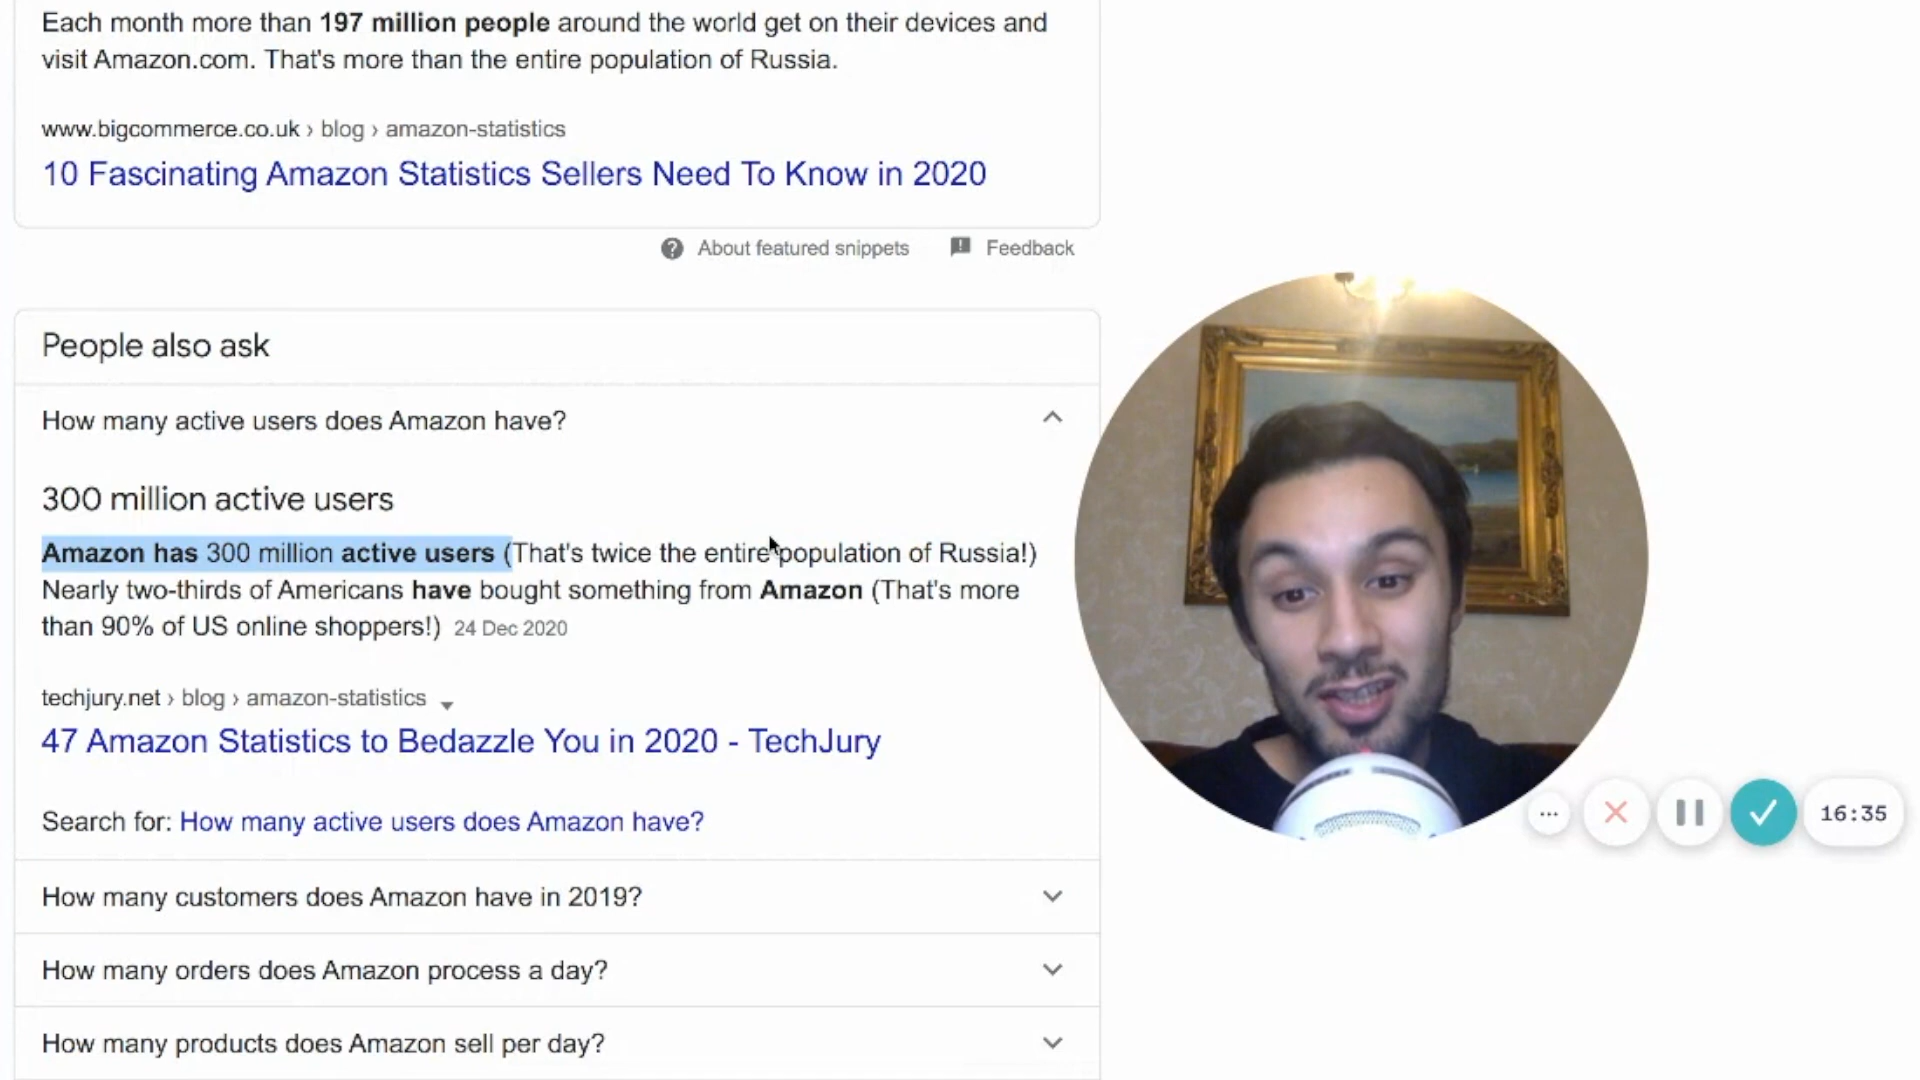 Each month more than 197 million people around the world get on their devices and
visit Amazon.com. That's more than the entire population of Russia.
www.bigcommerce.co.uk › blog › amazon-statistics
10 Fascinating Amazon Statistics Sellers Need To Know in 2020
About featured snippets Feedback
People also ask
How many active users does Amazon have?
300 million active users
Amazon has 300 million active users (That's twice the entire population of Russia!)
Nearly two-thirds of Americans have bought something from Amazon (That's more
than 90% of US online shoppers!) 24 Dec 2020
techjury.net › blog › amazon-statistics
47 Amazon Statistics to Bedazzle You in 2020 - TechJury
Search for: How many active users does Amazon have?
16:35
How many customers does Amazon have in 2019?
How many orders does Amazon process a day?
How many products does Amazon sell per day?